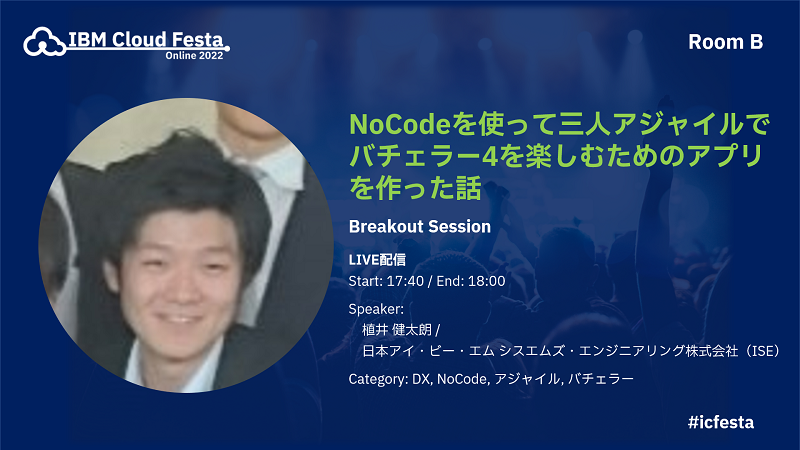 IBM Cloud Festa
Online 2022
Room B
NoCodeを使って三人アジャイルで
バチェラー4を楽しむためのアプリ
を作った話
Breakout Session
LIVE配信
Start: 17:40 / End: 18:00
Speaker:
植井 健太朗 /
日本アイ・ビー・エム シスエムズ・エンジニアリング株式会社（ISE）
Category: DX, NoCode, アジャイル, バチェラー
#icfesta